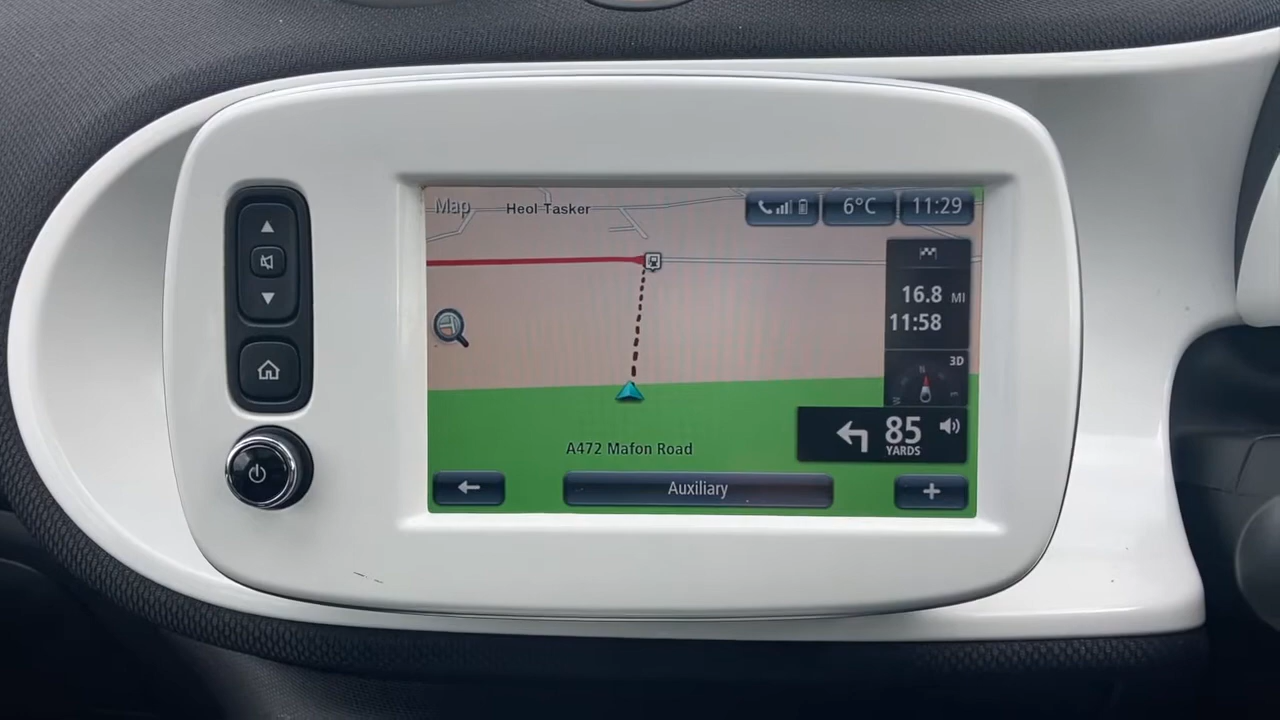 Map
Heol Tasker
6°C
11:29
16.8 MI
11:58
3D
N
W
E
85
YARDS
A472 Mafon Road
Auxiliary